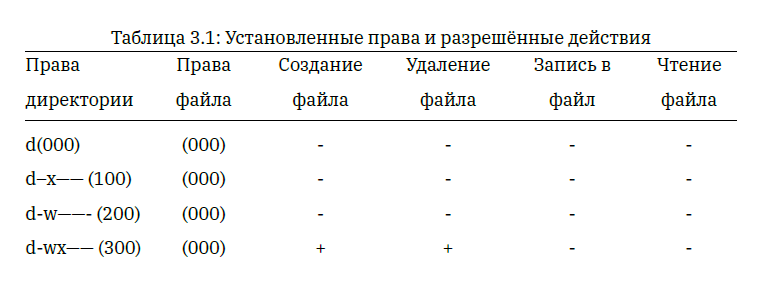 Таблица 3.1: Установленные права и разрешённые действия
Права Права Создание Удаление Запись в Чтение
директории файла файла файла файл файла
d(000) (000) - - - -
d–x—— (100) (000) - - - -
d-w——- (200) (000) - - - -
d-wx—— (300) (000) + + - -